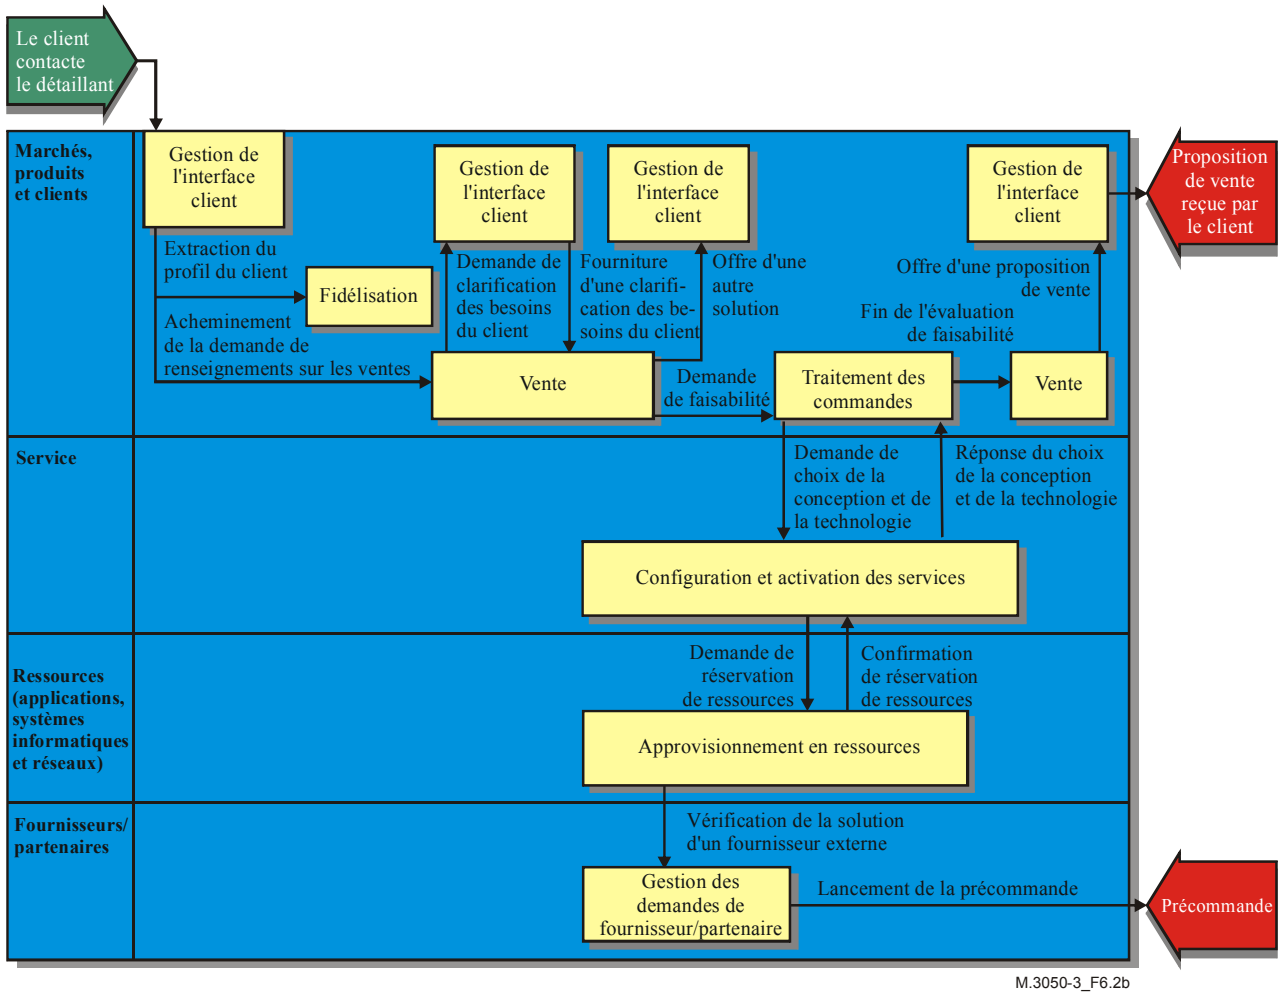 Le client
contacte
le détaillant
Marchés,
produits
et clients
Gestion de
l'interface
client
Gestion de
l'interface
client
Gestion de
l'interface
client
Gestion de
l'interface
client
Proposition
de vente
reçue par
le client
Extraction du
profil du client
Fidélisation
Demande de
clarification
des besoins
du client
Fourniture
d'une clarifi-
cation des be-
soins du client
Offre d'une
autre
solution
Offre d'une proposition
de vente
Fin de l'évaluation
de faisabilité
Acheminement
de la demande de
renseignements sur les ventes
Vente
Demande
de faisabilité
Traitement des
commandes
Vente
Service
Demande de
choix de la
conception et de
la technologie
Réponse du choix
de la conception
et de la technologie
Configuration et activation des services
Ressources
(applications,
systèmes
informatiques
et réseaux)
Demande de
réservation
de ressources
Confirmation
de réservation
de ressources
Approvisionnement en ressources
Fournisseurs/
partenaires
Vérification de la solution
d'un fournisseur externe
Gestion des
demandes de
fournisseur/partenaire
Lancement de la précommande
Précommande
M.3050-3_F6.2b